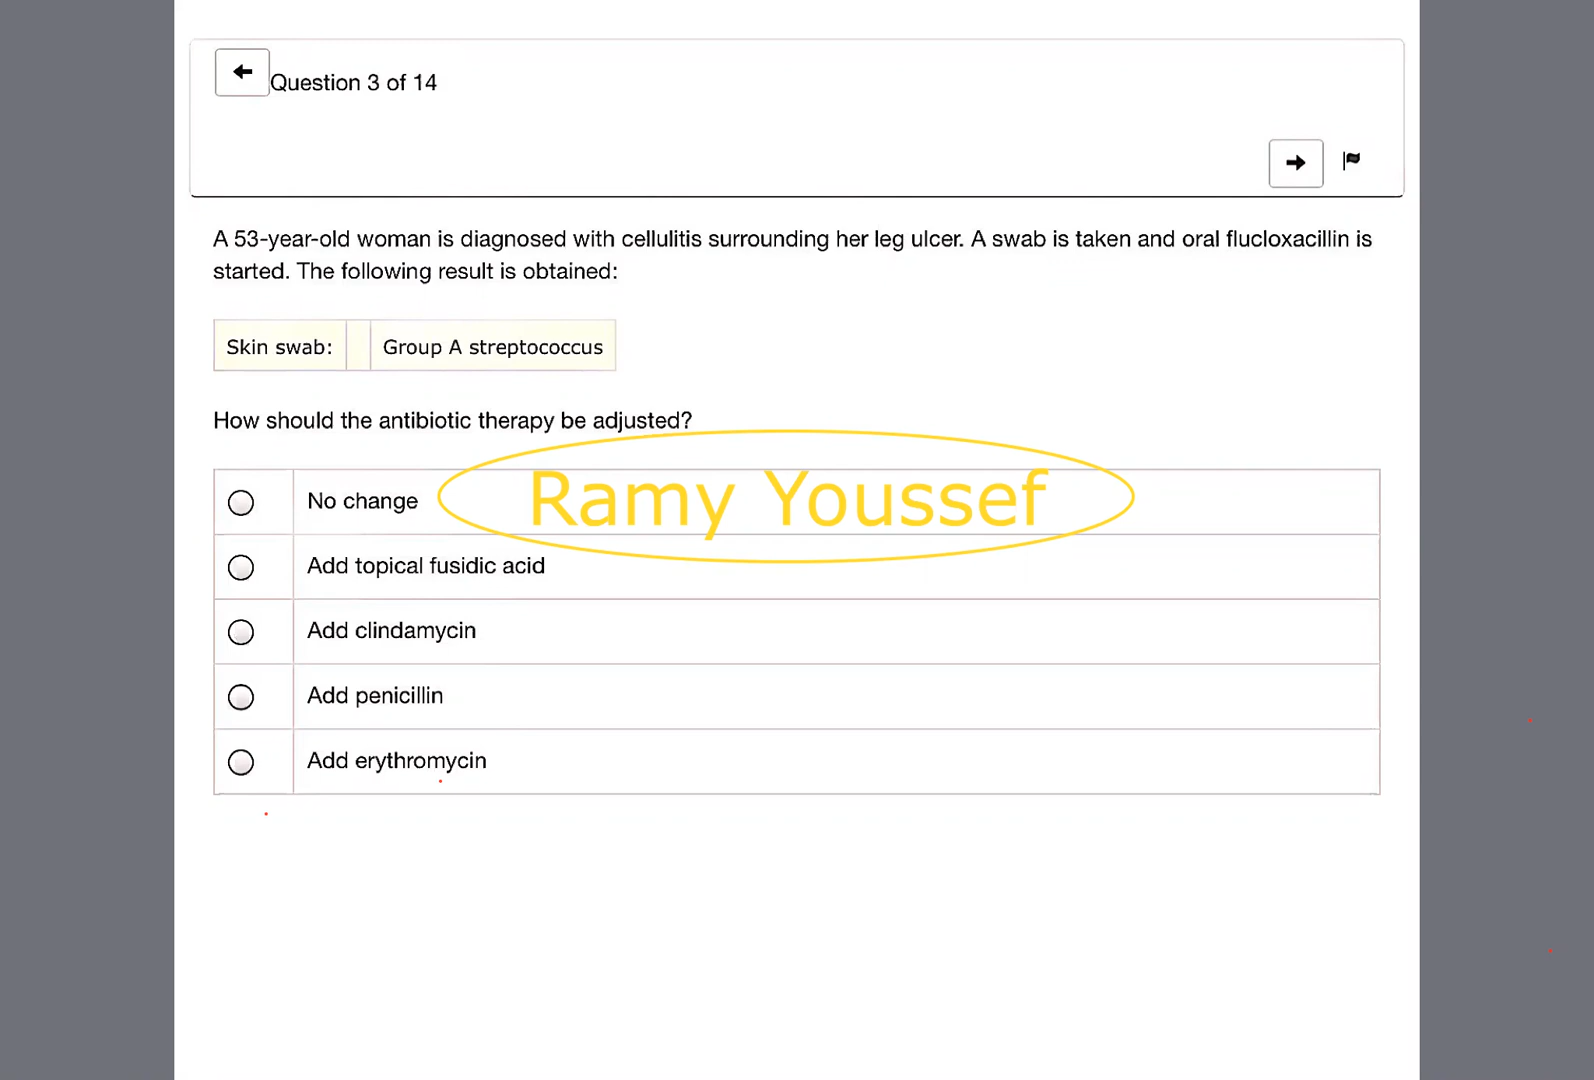 Question 3 of 14
A 53-year-old woman is diagnosed with cellulitis surrounding her leg ulcer. A swab is taken and oral flucloxacillin is
started. The following result is obtained:
Skin swab: Group A streptococcus
How should the antibiotic therapy be adjusted?
No change
Ramy Youssef
Add topical fusidic acid
Add clindamycin
Add penicillin
Add erythromycin